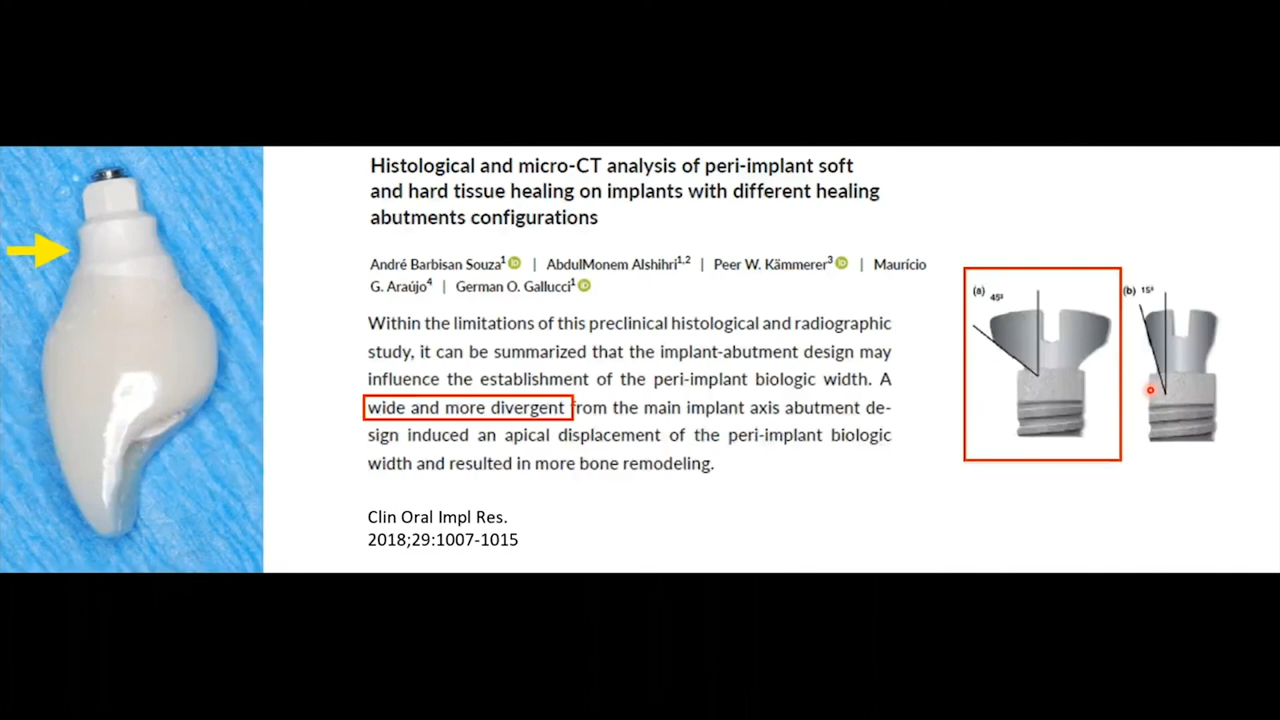 Histological and micro-CT analysis of peri-implant soft
and hard tissue healing on implants with different healing
abutments configurations
André Barbisan Souza1 iD | AbdulMonem Alshihri1,2 | Peer W. Kämmerer3 iD | Maurício
G. Araújo4 | German O. Gallucci1 iD
Within the limitations of this preclinical histological and radiographic
study, it can be summarized that the implant-abutment design may
influence the establishment of the peri-implant biologic width. A
wide and more divergent from the main implant axis abutment de-
sign induced an apical displacement of the peri-implant biologic
width and resulted in more bone remodeling.
Clin Oral Impl Res.
2018;29:1007-1015
(a) 45º
(b) 15º